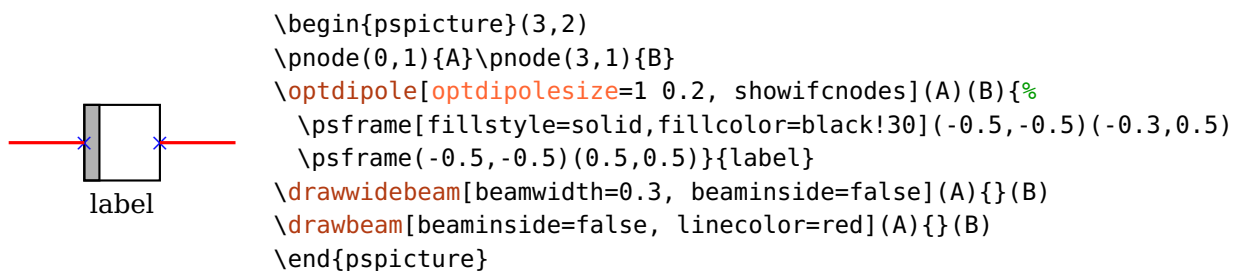 \begin{pspicture}(3,2)
\pnode(0,1){A}\pnode(3,1){B}
\optdipole[optdipolesize=1 0.2, showifcnodes](A)(B){%
 \psframe[fillstyle=solid,fillcolor=black!30](-0.5,-0.5)(-0.3,0.5)
 \psframe(-0.5,-0.5)(0.5,0.5)}{label}
\drawwidebeam[beamwidth=0.3, beaminside=false](A){}(B)
\drawbeam[beaminside=false, linecolor=red](A){}(B)
\end{pspicture}
label